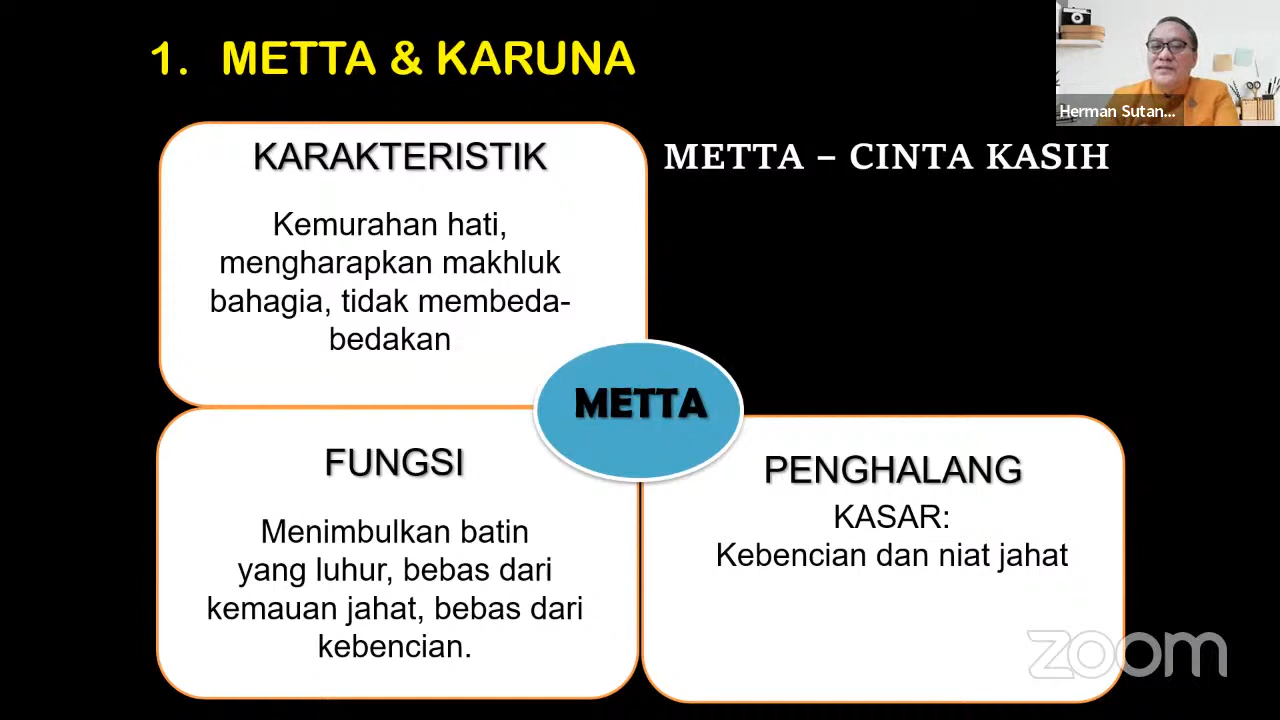 1. METTA & KARUNA
Herman Sutan...
KARAKTERISTIK
Kemurahan hati,
mengharapkan makhluk
bahagia, tidak membeda-
bedakan
METTA – CINTA KASIH
METTA
FUNGSI
Menimbulkan batin
yang luhur, bebas dari
kemauan jahat, bebas dari
kebencian.
PENGHALANG
KASAR:
Kebencian dan niat jahat
zoom